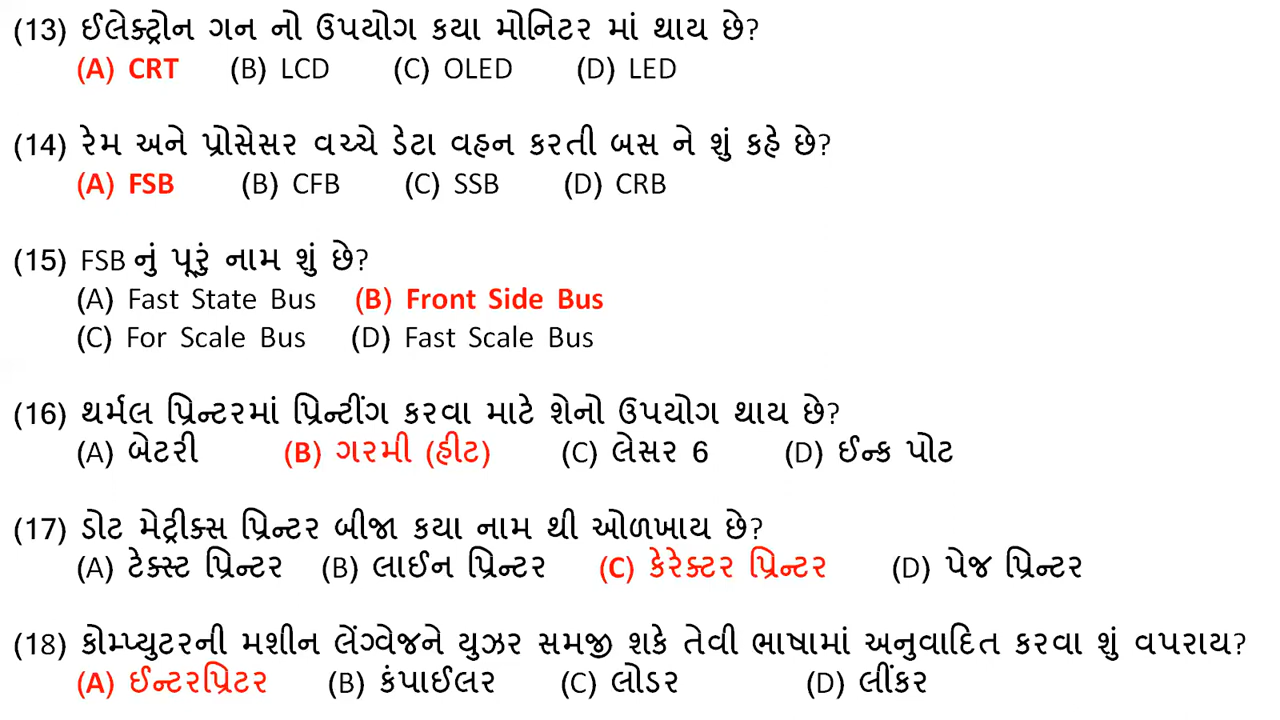 (13) ઈલેક્ટ્રોન ગન નો ઉપયોગ કયા મોનિટર માં થાય છે?
(A) CRT (B) LCD (C) OLED (D) LED
(14) રેમ અને પ્રોસેસર વચ્ચે ડેટા વહન કરતી બસ ને શું કહે છે?
(A) FSB (B) CFB (C) SSB (D) CRB
(15) FSB નું પૂરું નામ શું છે?
(A) Fast State Bus (B) Front Side Bus
(C) For Scale Bus (D) Fast Scale Bus
(16) થર્મલ પ્રિન્ટરમાં પ્રિન્ટીંગ કરવા માટે શેનો ઉપયોગ થાય છે?
(A) બેટરી (B) ગરમી (હીટ) (C) લેસર 6 (D) ઈન્ક પોટ
(17) ડોટ મેટ્રીક્સ પ્રિન્ટર બીજા કયા નામ થી ઓળખાય છે?
(A) ટેક્સ્ટ પ્રિન્ટર (B) લાઈન પ્રિન્ટર (C) કેરેક્ટર પ્રિન્ટર (D) પેજ પ્રિન્ટર
(18) કોમ્પ્યુટરની મશીન લેંગ્વેજને યુઝર સમજી શકે તેવી ભાષામાં અનુવાદિત કરવા શું વપરાય?
(A) ઈન્ટરપ્રિટર (B) કંપાઈલર (C) લોડર (D) લીંકર